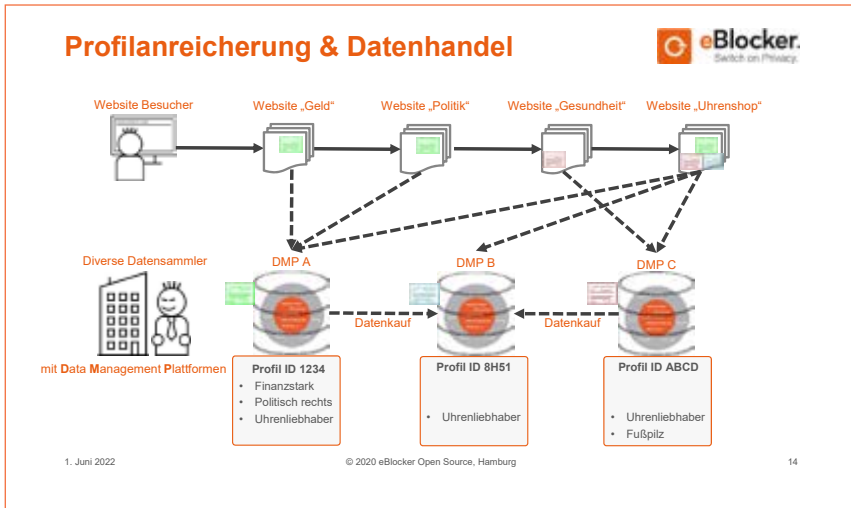 Profilanreicherung & Datenhandel
eBlocker.
Switch on Privacy.
Website Besucher
Website „Geld“
Website „Politik“
Website „Gesundheit“
Website „Uhrenshop“
Diverse Datensammler
DMP A
DMP B
DMP C
Datenkauf
Datenkauf
mit Data Management Plattformen
Profil ID 1234
• Finanzstark
• Politisch rechts
• Uhrenliebhaber
Profil ID 8H51
• Uhrenliebhaber
Profil ID ABCD
• Uhrenliebhaber
• Fußpilz
1. Juni 2022
© 2020 eBlocker Open Source, Hamburg
14